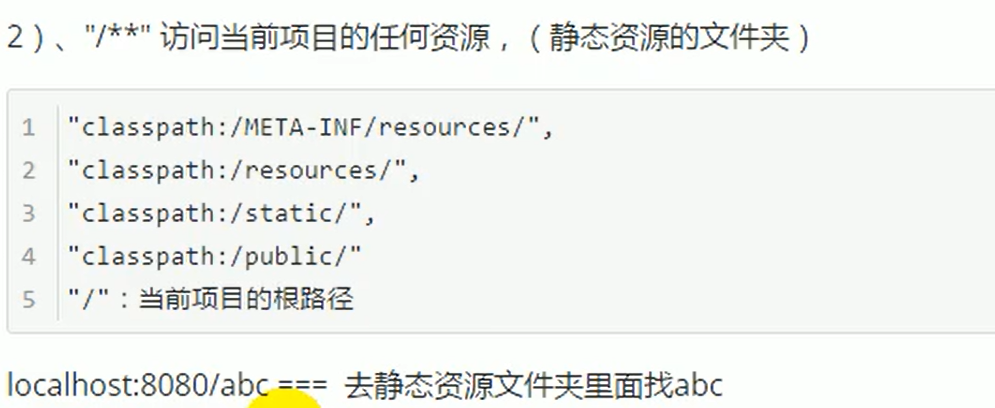 2）、"/**" 访问当前项目的任何资源，（静态资源的文件夹）
1 "classpath:/META-INF/resources/",
2 "classpath:/resources/",
3 "classpath:/static/",
4 "classpath:/public/"
5 "/"：当前项目的根路径
localhost:8080/abc === 去静态资源文件夹里面找abc